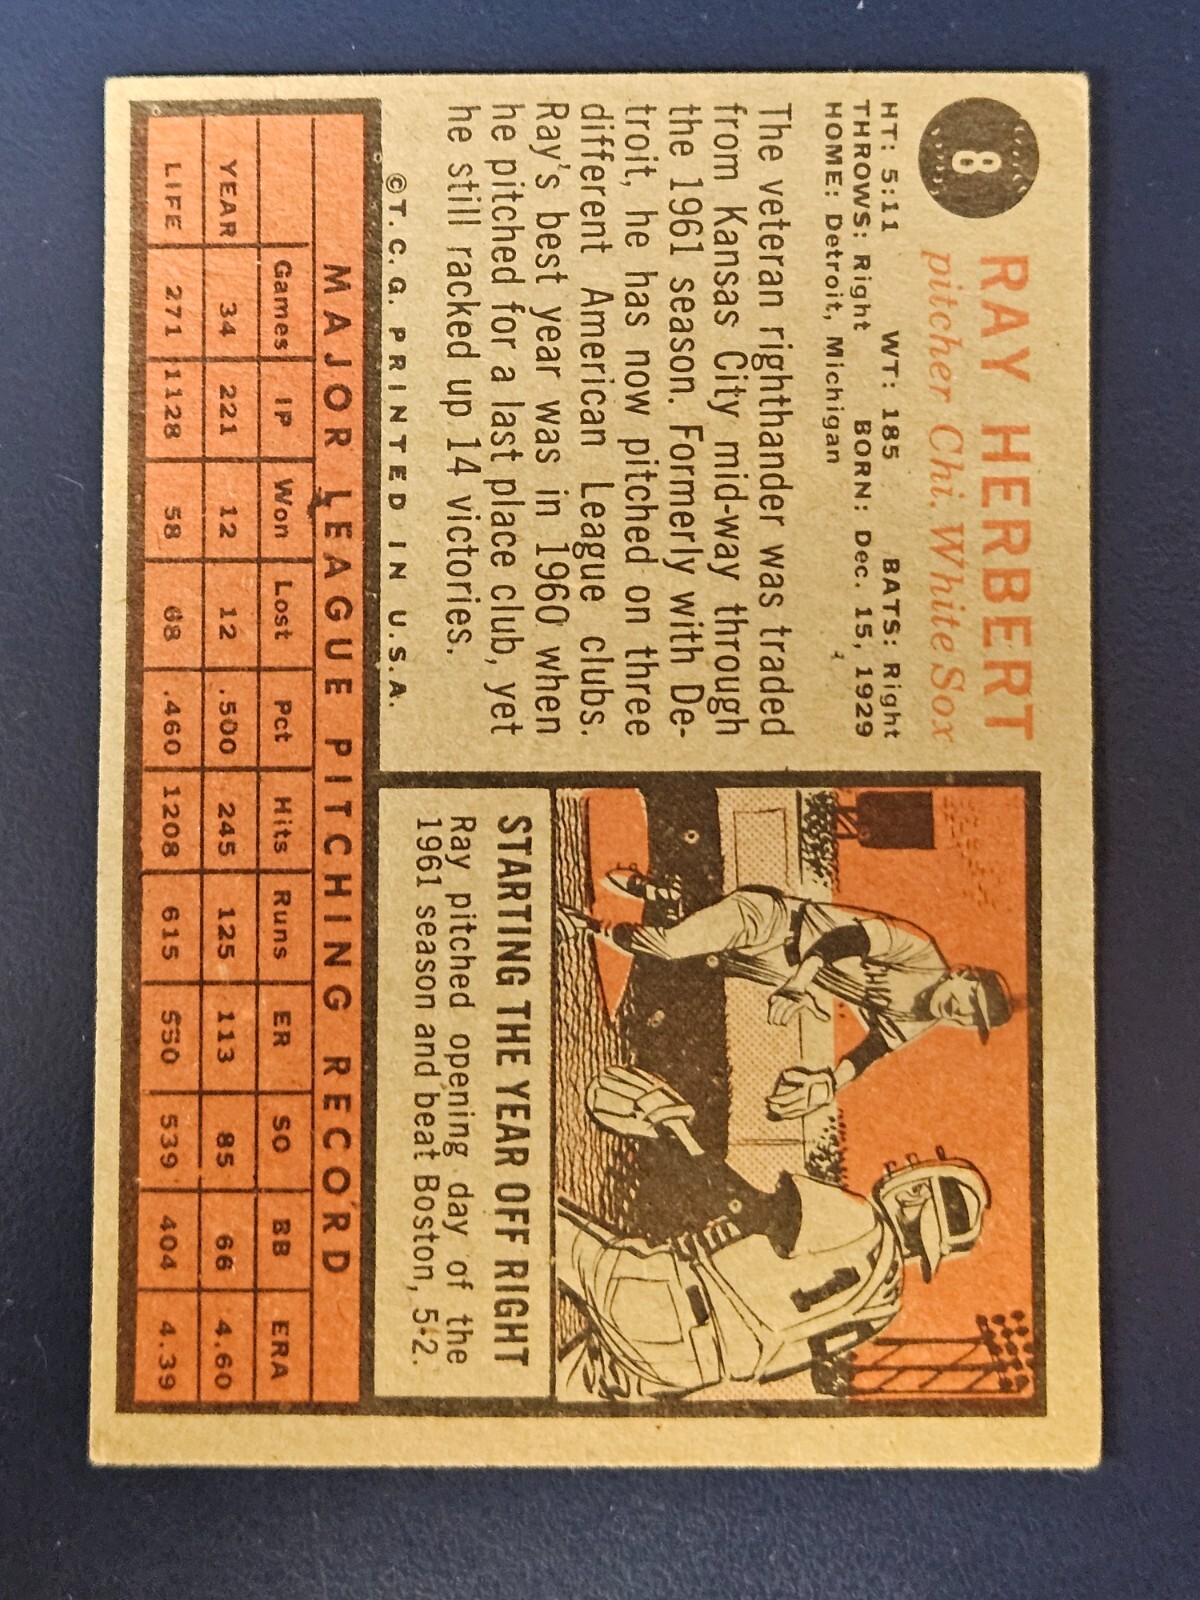 8
RAY HERBERT
pitcher Chi. White Sox
HT: 5:11 WT: 185 BATS: Right
THROWS: Right BORN: Dec. 15, 1929
HOME: Detroit, Michigan
The veteran righthander was traded
from Kansas City mid-way through
the 1961 season. Formerly with De-
troit, he has now pitched on three
different American League clubs.
Ray's best year was in 1960 when
he pitched for a last place club, yet
he still racked up 14 victories.
©T.C.G. PRINTED IN U.S.A.
CHIC
1
STARTING THE YEAR OFF RIGHT
Ray pitched opening day of the
1961 season and beat Boston, 5-2.
MAJOR LEAGUE PITCHING RECORD
Games IP Won Lost Pct Hits Runs ER SO BB ERA
YEAR 34 221 12 12 .500 245 125 113 85 66 4.60
LIFE 271 1128 58 68 .460 1208 615 550 539 404 4.39